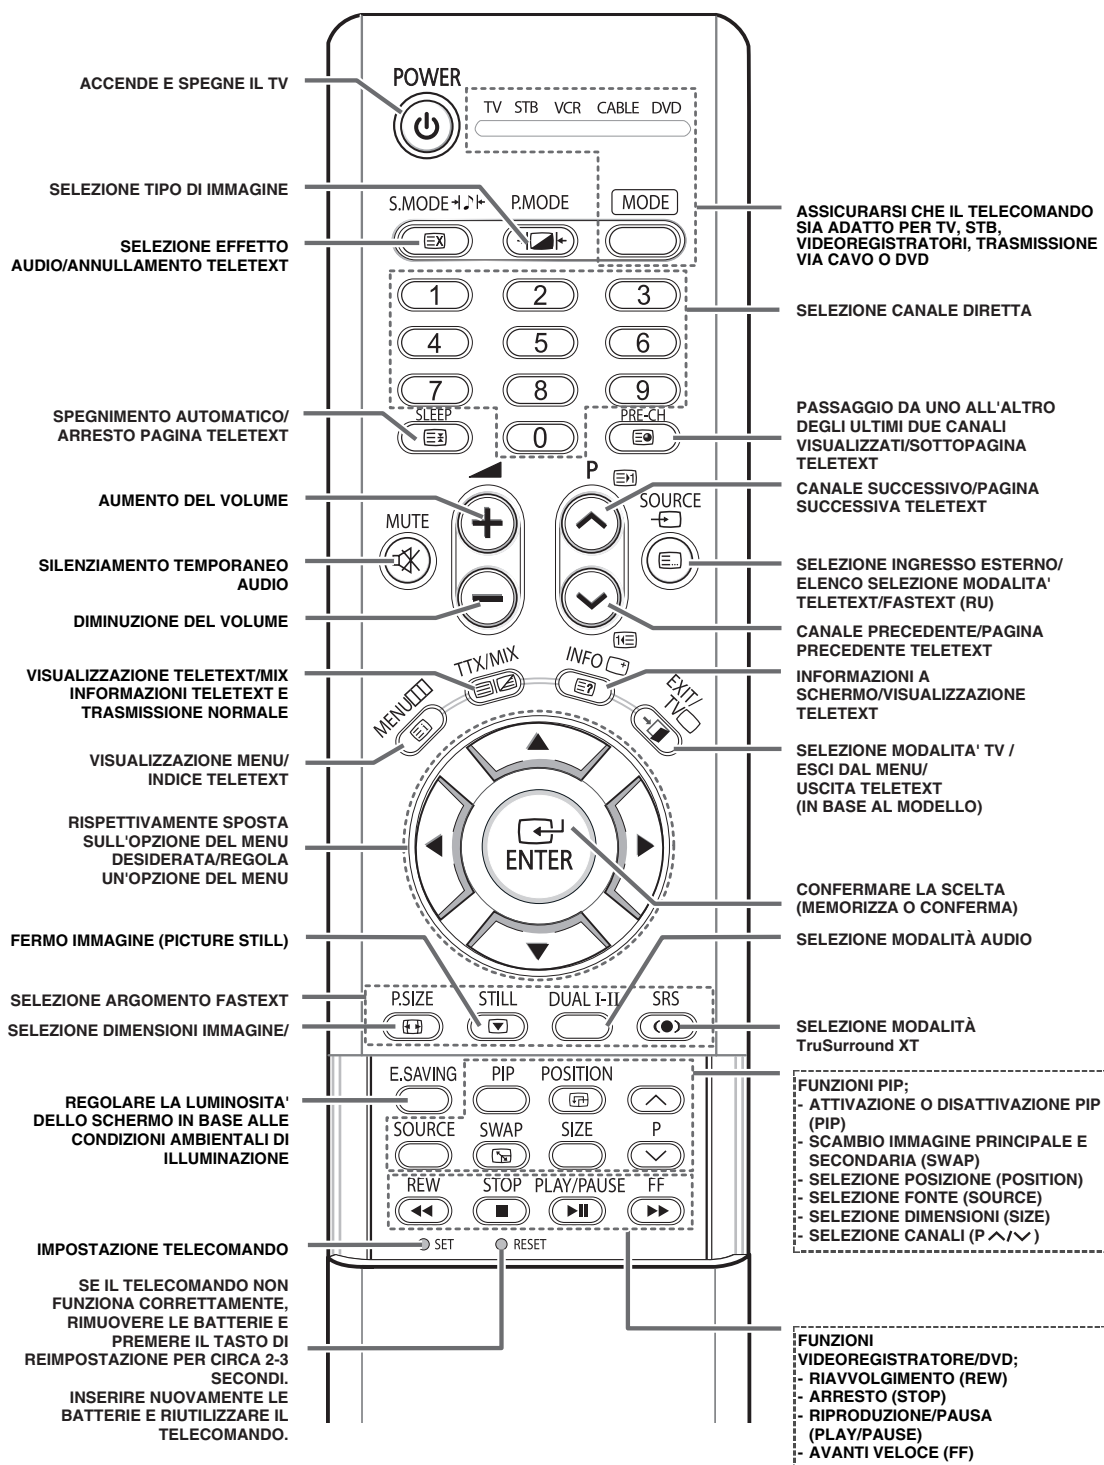 ACCENDE E SPEGNE IL TV
SELEZIONE TIPO DI IMMAGINE
SELEZIONE EFFETTO
AUDIO/ANNULLAMENTO TELETEXT
SPEGNIMENTO AUTOMATICO/
ARRESTO PAGINA TELETEXT
AUMENTO DEL VOLUME
SILENZIAMENTO TEMPORANEO
AUDIO
DIMINUZIONE DEL VOLUME
VISUALIZZAZIONE TELETEXT/MIX
INFORMAZIONI TELETEXT E
TRASMISSIONE NORMALE
VISUALIZZAZIONE MENU/
INDICE TELETEXT
RISPETTIVAMENTE SPOSTA
SULL'OPZIONE DEL MENU
DESIDERATA/REGOLA
UN'OPZIONE DEL MENU
FERMO IMMAGINE (PICTURE STILL)
SELEZIONE ARGOMENTO FASTEXT
SELEZIONE DIMENSIONI IMMAGINE/
REGOLARE LA LUMINOSITA'
DELLO SCHERMO IN BASE ALLE
CONDIZIONI AMBIENTALI DI
ILLUMINAZIONE
IMPOSTAZIONE TELECOMANDO
SE IL TELECOMANDO NON
FUNZIONA CORRETTAMENTE,
RIMUOVERE LE BATTERIE E
PREMERE IL TASTO DI
REIMPOSTAZIONE PER CIRCA 2-3
SECONDI.
INSERIRE NUOVAMENTE LE
BATTERIE E RIUTILIZZARE IL
TELECOMANDO.
POWER
TV STB VCR CABLE DVD
S.MODE P.MODE MODE
1 2 3
4 5 6
7 8 9
SLEEP 0 PRE-CH
P
MUTE SOURCE
TTX/MIX INFO
MENU EXIT/
TV
ENTER
P.SIZE STILL DUAL I-II SRS
E.SAVING PIP POSITION
SOURCE SWAP SIZE P
REW STOP PLAY/PAUSE FF
SET RESET
ASSICURARSI CHE IL TELECOMANDO
SIA ADATTO PER TV, STB,
VIDEOREGISTRATORI, TRASMISSIONE
VIA CAVO O DVD
SELEZIONE CANALE DIRETTA
PASSAGGIO DA UNO ALL'ALTRO
DEGLI ULTIMI DUE CANALI
VISUALIZZATI/SOTTOPAGINA
TELETEXT
CANALE SUCCESSIVO/PAGINA
SUCCESSIVA TELETEXT
SELEZIONE INGRESSO ESTERNO/
ELENCO SELEZIONE MODALITA'
TELETEXT/FASTEXT (RU)
CANALE PRECEDENTE/PAGINA
PRECEDENTE TELETEXT
INFORMAZIONI A
SCHERMO/VISUALIZZAZIONE
TELETEXT
SELEZIONE MODALITA' TV /
ESCI DAL MENU/
USCITA TELETEXT
(IN BASE AL MODELLO)
CONFERMARE LA SCELTA
(MEMORIZZA O CONFERMA)
SELEZIONE MODALITÀ AUDIO
SELEZIONE MODALITÀ
TruSurround XT
FUNZIONI PIP;
- ATTIVAZIONE O DISATTIVAZIONE PIP
(PIP)
- SCAMBIO IMMAGINE PRINCIPALE E
SECONDARIA (SWAP)
- SELEZIONE POSIZIONE (POSITION)
- SELEZIONE FONTE (SOURCE)
- SELEZIONE DIMENSIONI (SIZE)
- SELEZIONE CANALI (P ︿/﹀ )
FUNZIONI
VIDEOREGISTRATORE/DVD;
- RIAVVOLGIMENTO (REW)
- ARRESTO (STOP)
- RIPRODUZIONE/PAUSA
(PLAY/PAUSE)
- AVANTI VELOCE (FF)